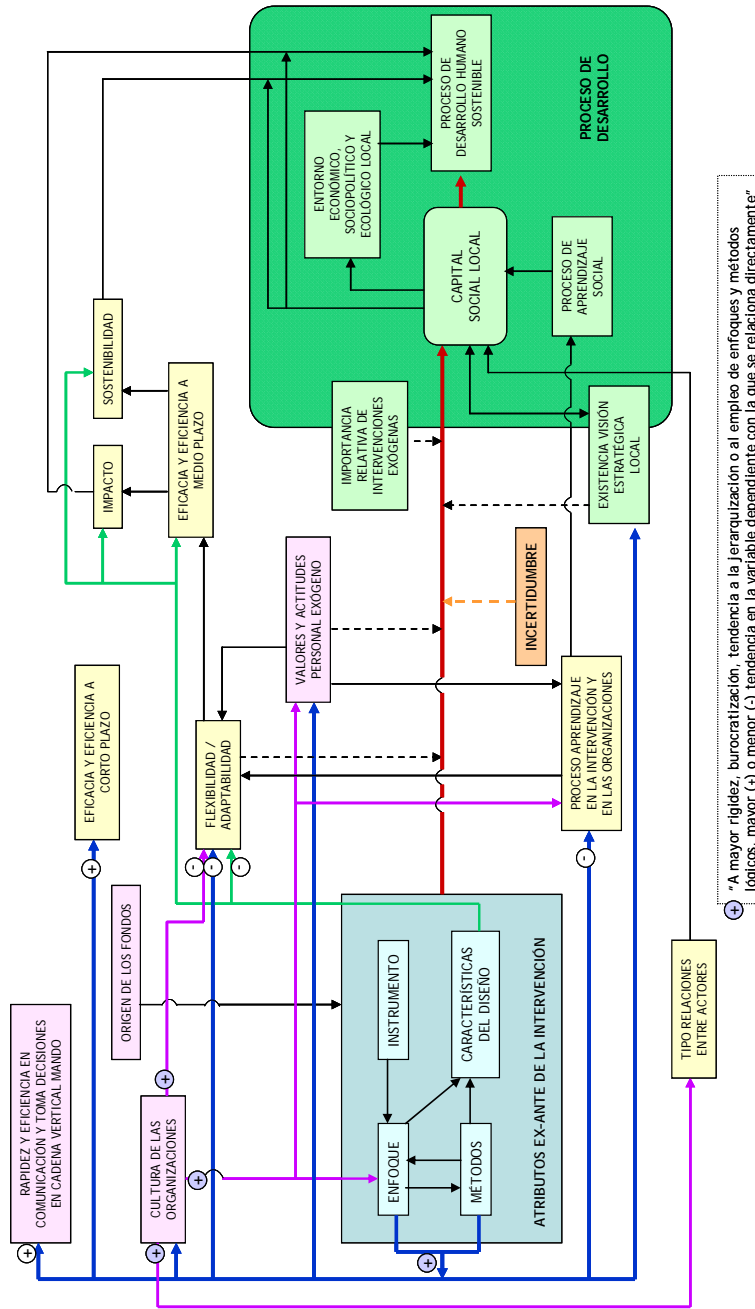 RAPIDEZ Y EFICIENCIA EN
COMUNICACIÓN Y TOMA DECISIONES
EN CADENA VERTICAL MANDO
+
EFICACIA Y EFICIENCIA A
CORTO PLAZO
+
IMPACTO
SOSTENIBILIDAD
EFICACIA Y EFICIENCIA A
MEDIO PLAZO
CULTURA DE LAS
ORGANIZACIONES
+
+
+
ORIGEN DE LOS FONDOS
FLEXIBILIDAD /
ADAPTABILIDAD
-
-
-
VALORES Y ACTITUDES
PERSONAL EXÓGENO
IMPORTANCIA
RELATIVA DE
INTERVENCIONES
EXÓGENAS
ENTORNO
ECONÓMICO,
SOCIOPOLÍTICO Y
ECOLÓGICO LOCAL
PROCESO DE
DESARROLLO HUMANO
SOSTENIBLE
CAPITAL
SOCIAL LOCAL
PROCESO DE
APRENDIZAJE
SOCIAL
PROCESO DE
DESARROLLO
EXISTENCIA VISIÓN
ESTRATÉGICA
LOCAL
INCERTIDUMBRE
PROCESO APRENDIZAJE
EN LA INTERVENCIÓN Y
EN LAS ORGANIZACIONES
-
ENFOQUE
INSTRUMENTO
MÉTODOS
CARACTERÍSTICAS
DEL DISEÑO
+
ATRIBUTOS EX-ANTE DE LA INTERVENCIÓN
TIPO RELACIONES
ENTRE ACTORES
+
"A mayor rigidez, burocratización, tendencia a la jerarquización o al empleo de enfoques y métodos
lógicos, mayor (+) o menor (-) tendencia en la variable dependiente con la que se relaciona directamente"